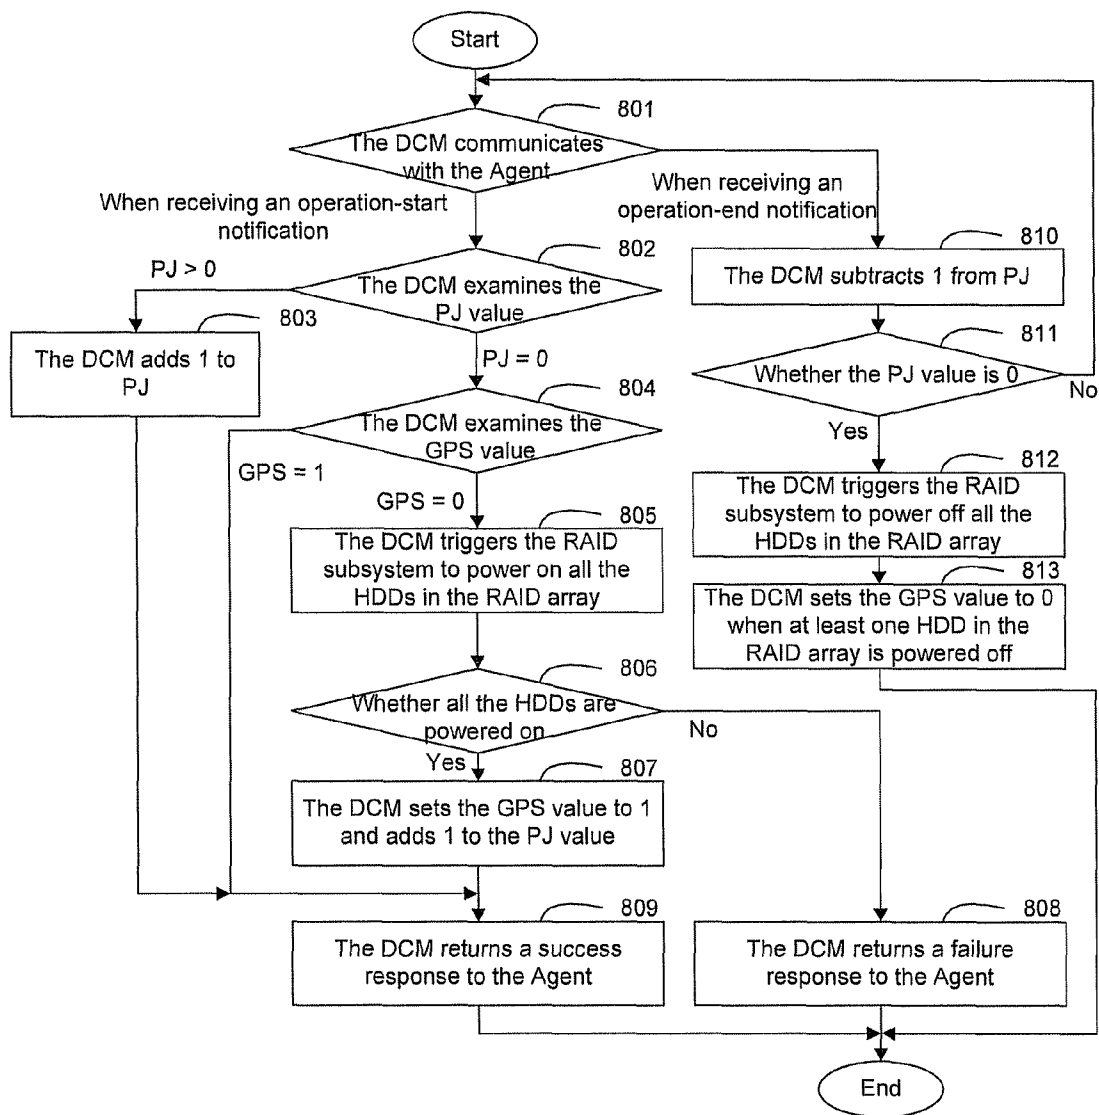 Start
801
The DCM communicates
with the Agent
When receiving an operation-start
notification
When receiving an
operation-end notification
802
The DCM examines the
PJ value
PJ > 0
810
The DCM subtracts 1 from PJ
803
The DCM adds 1 to
PJ
PJ = 0
811
Whether the PJ value is 0
No
Yes
804
The DCM examines the
GPS value
GPS = 1
GPS = 0
805
The DCM triggers the RAID
subsystem to power on all the
HDDs in the RAID array
812
The DCM triggers the RAID
subsystem to power off all the
HDDs in the RAID array
813
The DCM sets the GPS value to 0
when at least one HDD in the
RAID array is powered off
806
Whether all the HDDs are
powered on
No
Yes
807
The DCM sets the GPS value to 1
and adds 1 to the PJ value
809
The DCM returns a success
response to the Agent
808
The DCM returns a failure
response to the Agent
End